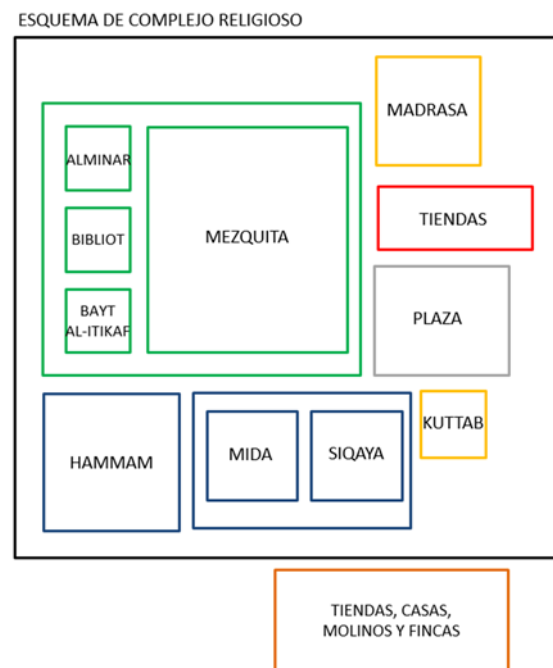 ESQUEMA DE COMPLEJO RELIGIOSO
MADRASA
ALMINAR
TIENDAS
BIBLIOT
MEZQUITA
BAYT
AL-ITIKAF
PLAZA
KUTTAB
HAMMAM
MIDA
SIQAYA
TIENDAS, CASAS,
MOLINOS Y FINCAS